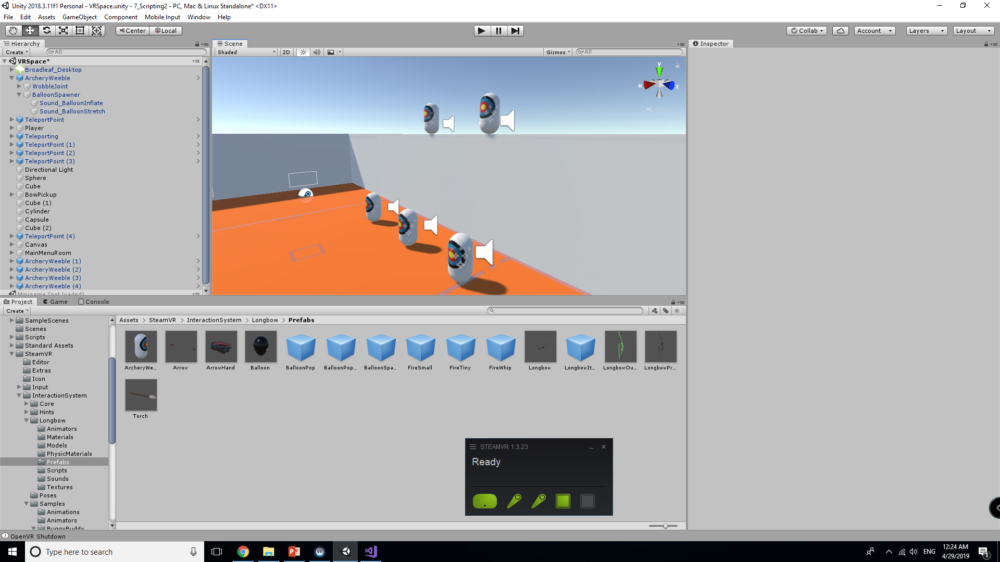 Unity 2018.3.11f1 Personal - VRSpace.unity - 7_Scripting2 - PC, Mac & Linux Standalone* <DX11>
File Edit Assets GameObject Component Mobile Input Window Help
Center Local Collab Account Layers Layout
Hierarchy
Create All
VRSpace*
Broadleaf_Desktop
ArcheryWeeble
WobbleJoint
BalloonSpawner
Sound_BalloonInflate
Sound_BalloonStretch
TeleportPoint
Player
Teleporting
TeleportPoint (1)
TeleportPoint (2)
TeleportPoint (3)
Directional Light
Sphere
Cube
BowPickup
Cube (1)
Cylinder
Capsule
Cube (2)
TeleportPoint (4)
Canvas
MainMenuRoom
ArcheryWeeble (1)
ArcheryWeeble (2)
ArcheryWeeble (3)
ArcheryWeeble (4)
Minigame (not loaded)
Scene
Shaded 2D Gizmos All
y
x z
Inspector
Project Game Console
Create
SampleScenes
Scenes
Scripts
Standard Assets
SteamVR
Editor
Extras
Icon
Input
InteractionSystem
Core
Hints
Longbow
Animators
Materials
Models
PhysicMaterials
Prefabs
Scripts
Sounds
Textures
Poses
Samples
Animations
Animators
BuggyBuddy
Assets > SteamVR > InteractionSystem > Longbow > Prefabs
ArcheryWe... Arrow ArrowHand Balloon BalloonPop BalloonPop... BalloonSpa... FireSmall FireTiny FireWhip Longbow LongbowIt... LongbowOu... LongbowPr...
Torch
STEAMVR 1.3.23
Ready
OpenVR Shutdown
Type here to search
VR
ENG
12:24 AM
4/29/2019
1